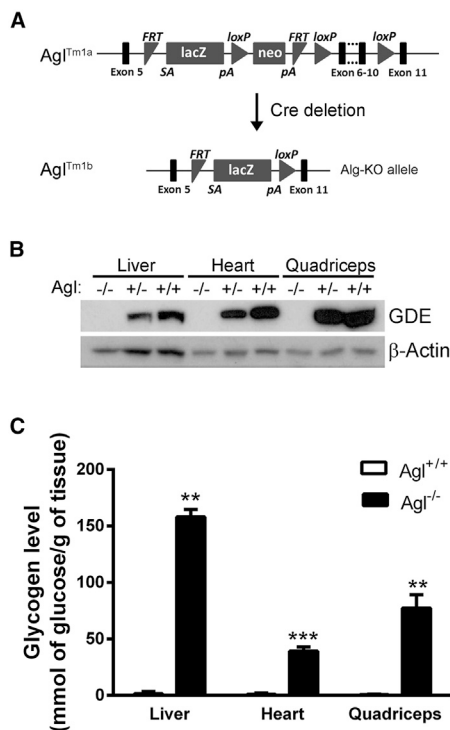 A
FRT loxP FRT loxP loxP
Agl^Tm1a lacZ neo
Exon 5 SA pA pA Exon 6-10 Exon 11
Cre deletion
FRT loxP
Agl^Tm1b lacZ Alg-KO allele
Exon 5 SA pA Exon 11
B
Liver Heart Quadriceps
Agl: -/- +/- +/+ -/- +/- +/+ -/- +/- +/+
GDE
β-Actin
C
Glycogen level
(mmol of glucose/g of tissue)
200
150
100
50
0
Agl^+/+
Agl^-/-
**
***
**
Liver Heart Quadriceps